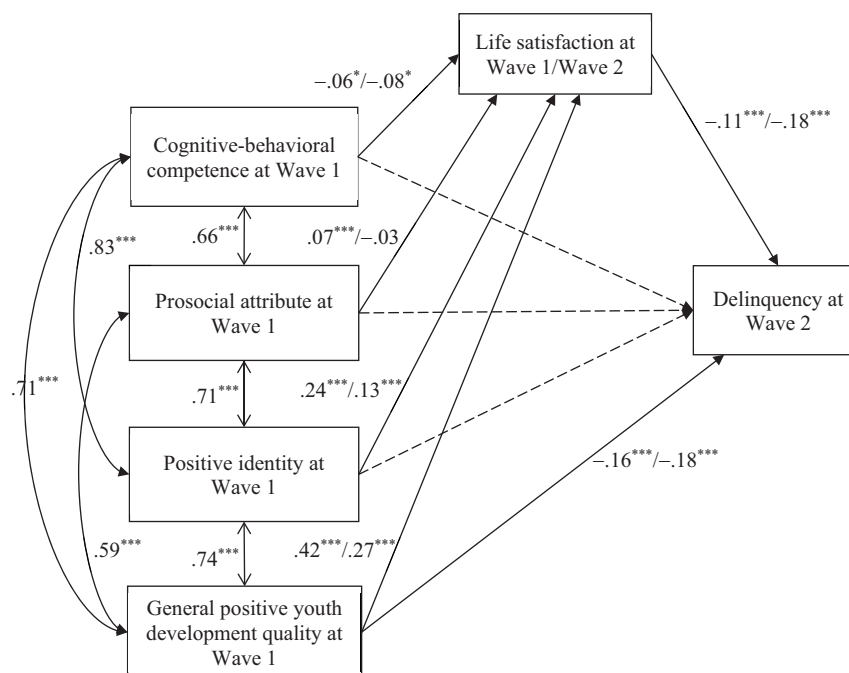 Life satisfaction at
Wave 1/Wave 2
–.06*/–.08*
–.11***/–.18***
Cognitive-behavioral
competence at Wave 1
.83***
.66***
.07***/–.03
Prosocial attribute at
Wave 1
Delinquency at
Wave 2
.71***
.71***
.24***/.13***
Positive identity at
Wave 1
–.16***/–.18***
.59***
.74***
.42***/.27***
General positive youth
development quality at
Wave 1